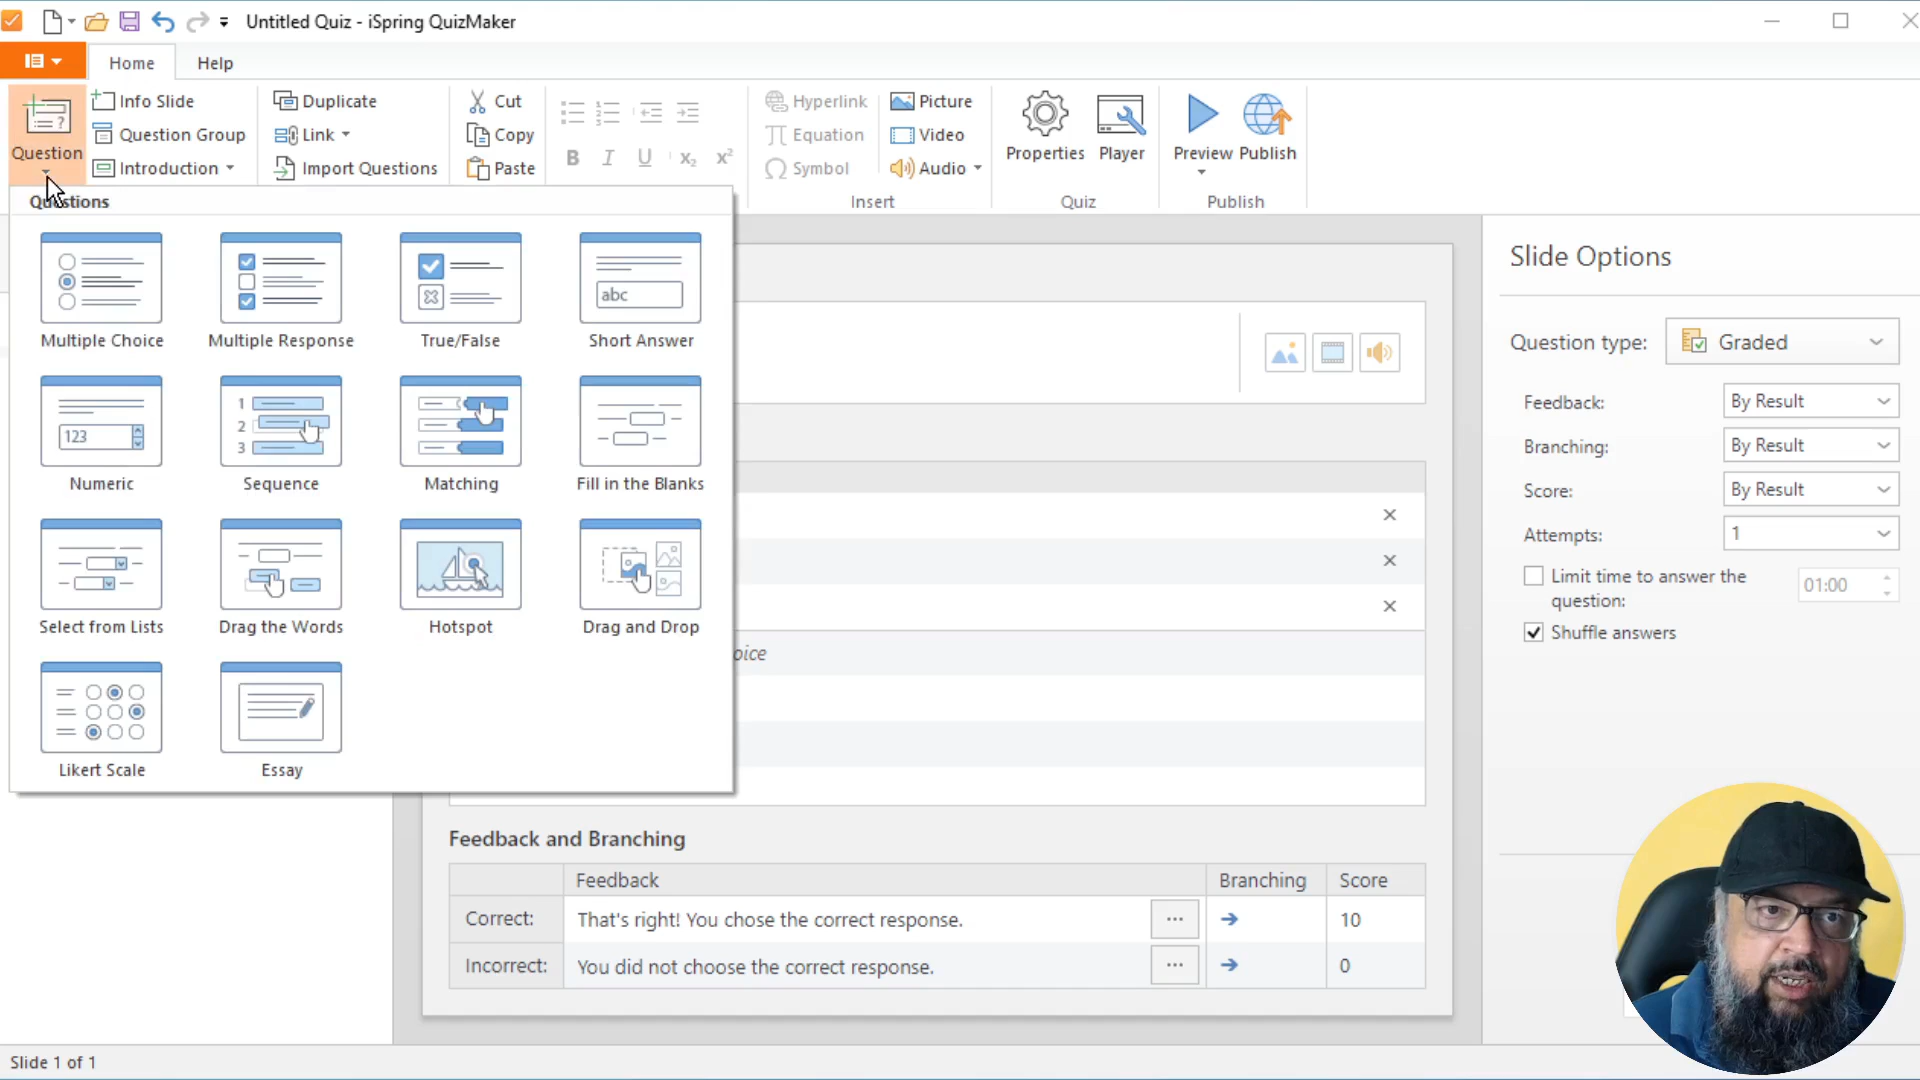 Untitled Quiz - iSpring QuizMaker
Home Help
Question
Info Slide
Question Group
Introduction
Duplicate
Link
Import Questions
Cut
Copy
Paste
B I U x₂ x²
Hyperlink
Equation
Symbol
Picture
Video
Audio
Insert
Properties Player
Quiz
Preview Publish
Publish
Questions
Multiple Choice
Multiple Response
True/False
abc
Short Answer
123
Numeric
1
2
3
Sequence
Matching
Fill in the Blanks
Select from Lists
Drag the Words
Hotspot
Drag and Drop
Likert Scale
Essay
oice
Feedback and Branching
Feedback Branching Score
Correct: That's right! You chose the correct response. ... 10
Incorrect: You did not choose the correct response. ... 0
Slide Options
Question type: Graded
Feedback: By Result
Branching: By Result
Score: By Result
Attempts: 1
Limit time to answer the
question: 01:00
Shuffle answers
Slide 1 of 1